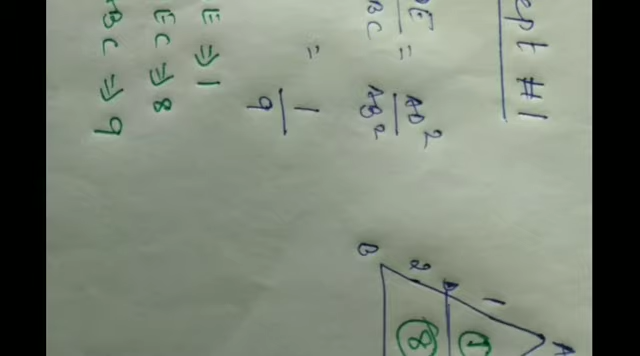 ept #1
DE/BC = AD²/AB²
= 1/9
E ⇒ 1
EC ⇒ 8
BC ⇒ 9
A
1
D
2
B
1
8